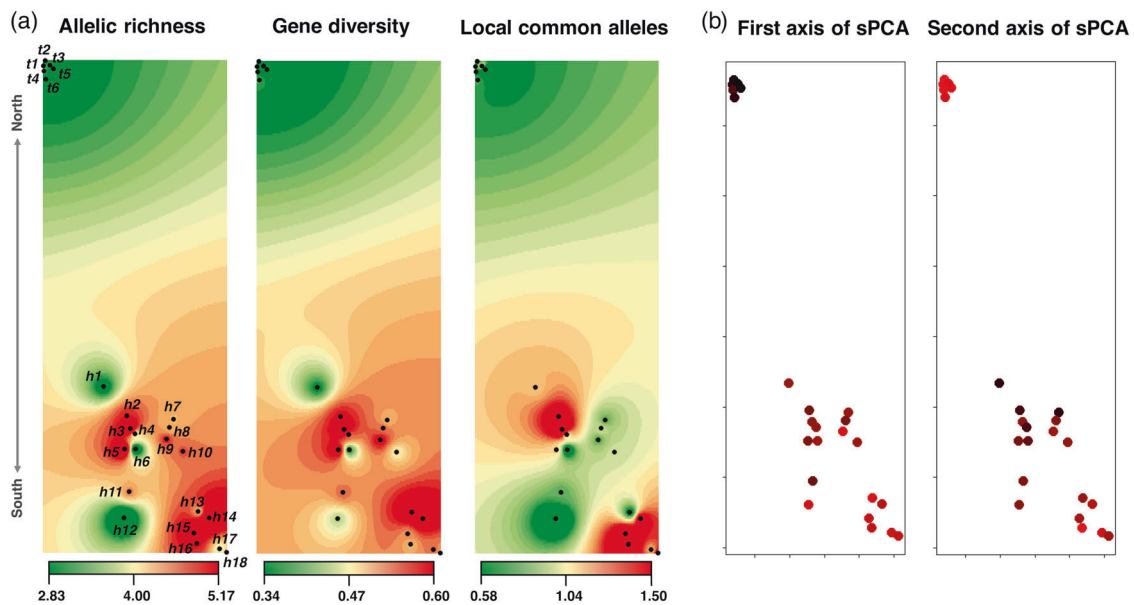 (a)
Allelic richness
Gene diversity
Local common alleles
(b)
First axis of sPCA
Second axis of sPCA
t2
t1
t3
t5
t4
t6
North
South
h1
h2
h7
h3
h4
h8
h9
h5
h6
h10
h11
h13
h12
h14
h15
h16
h17
h18
2.83 4.00 5.17
0.34 0.47 0.60
0.58 1.04 1.50